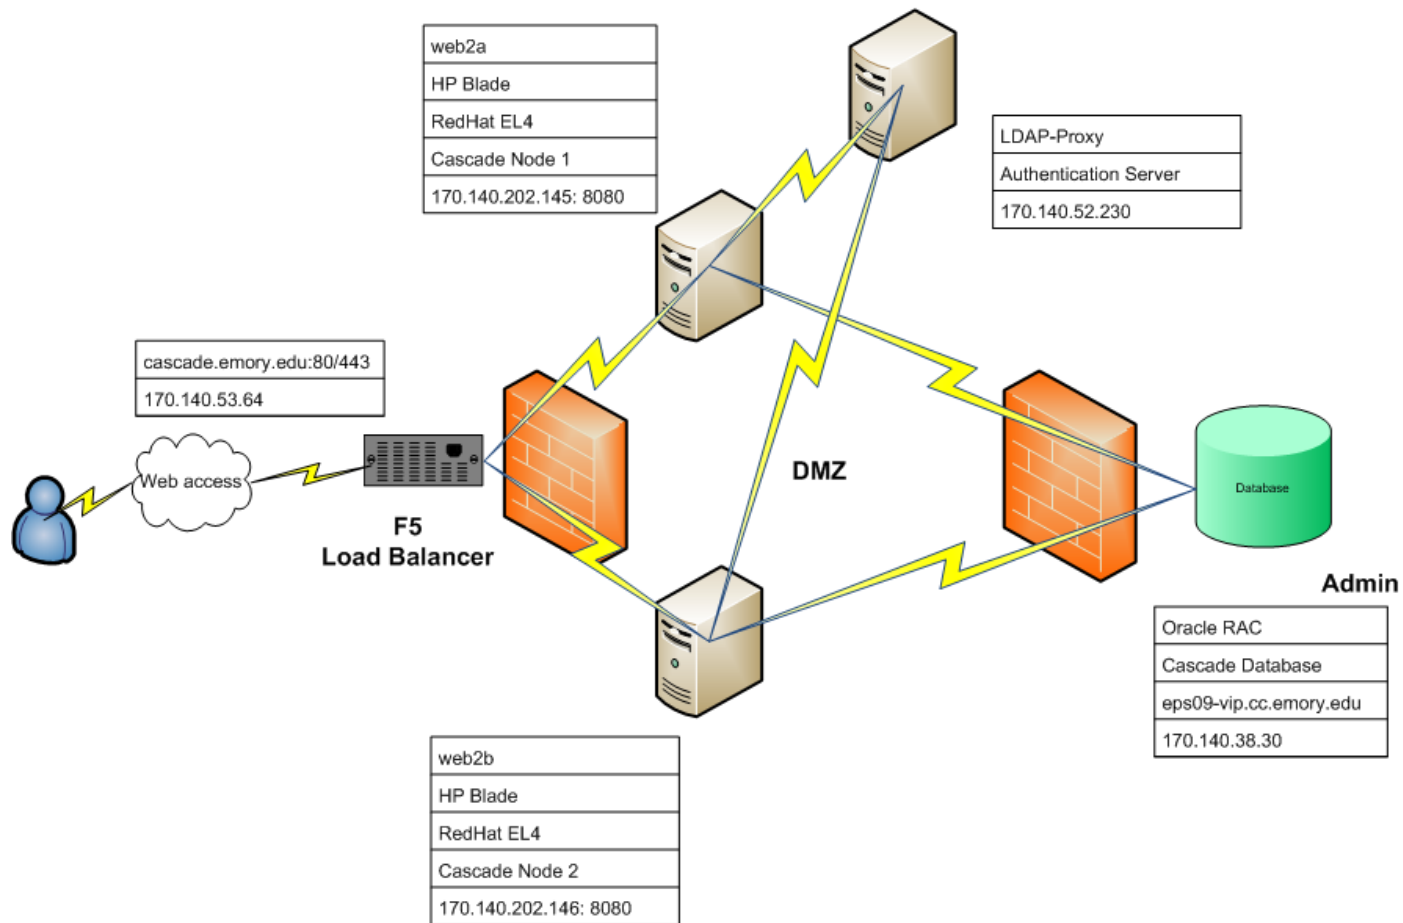 web2a
HP Blade
RedHat EL4
Cascade Node 1
170.140.202.145: 8080
LDAP-Proxy
Authentication Server
170.140.52.230
cascade.emory.edu:80/443
170.140.53.64
Web access
F5
Load Balancer
DMZ
Database
Admin
Oracle RAC
Cascade Database
eps09-vip.cc.emory.edu
170.140.38.30
web2b
HP Blade
RedHat EL4
Cascade Node 2
170.140.202.146: 8080